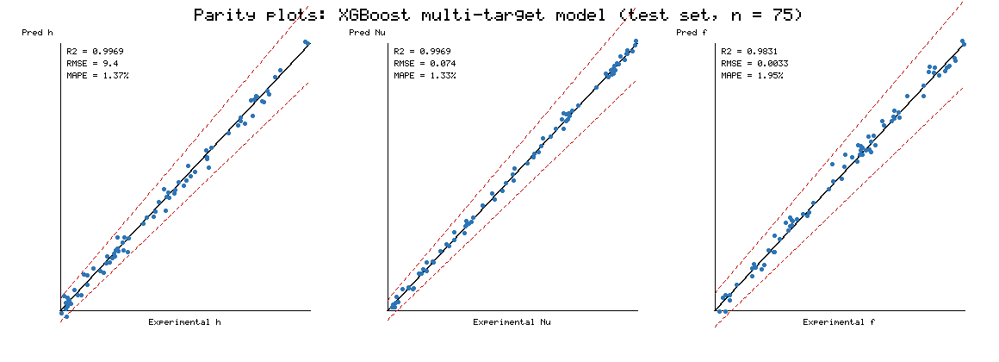 Parity plots: XGBoost multi-target model (test set, n = 75)
Pred h
R2 = 0.9969
RMSE = 9.4
MAPE = 1.37%
Experimental h
Pred Nu
R2 = 0.9969
RMSE = 0.074
MAPE = 1.33%
Experimental Nu
Pred f
R2 = 0.9831
RMSE = 0.0033
MAPE = 1.95%
Experimental f